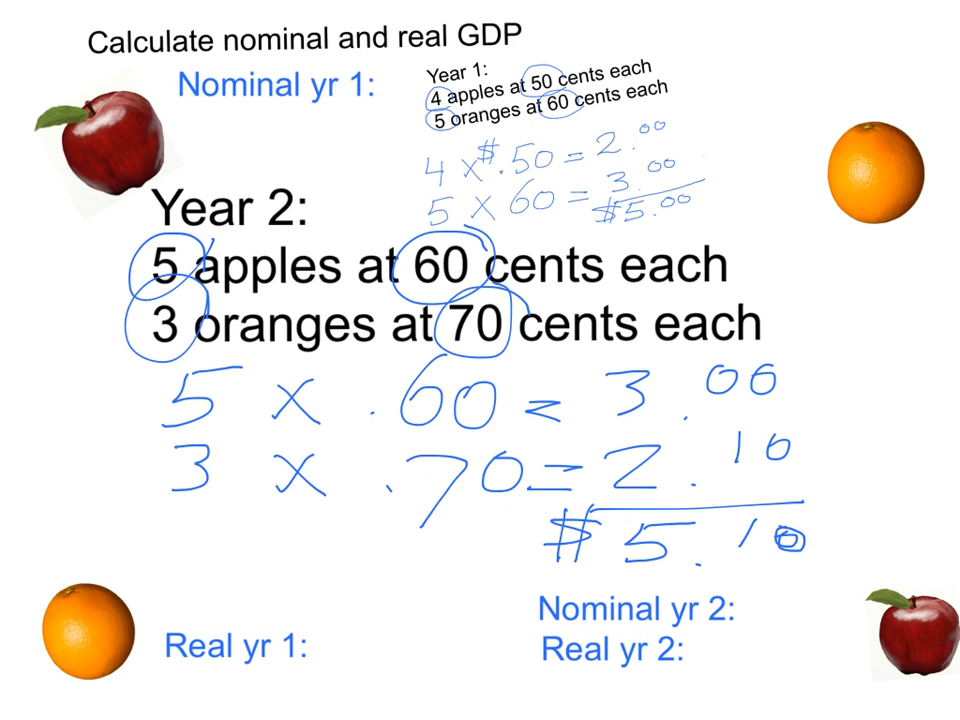 Calculate nominal and real GDP
Nominal yr 1:
Year 1:
4 apples at 50 cents each
5 oranges at 60 cents each
4 x $.50 = 2.00
5 x 60 = 3.00
$5.00
Year 2:
5 apples at 60 cents each
3 oranges at 70 cents each
5 x .60 = 3.00
3 x .70 = 2.10
$5.10
Nominal yr 2:
Real yr 1:
Real yr 2: